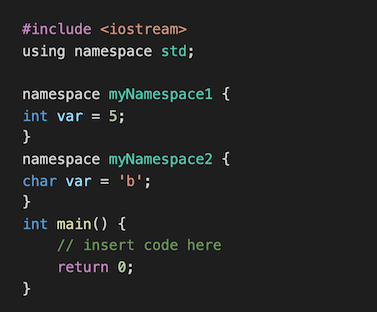 #include <iostream>
using namespace std;

namespace myNamespace1 {
int var = 5;
}
namespace myNamespace2 {
char var = 'b';
}
int main() {
    // insert code here
    return 0;
}